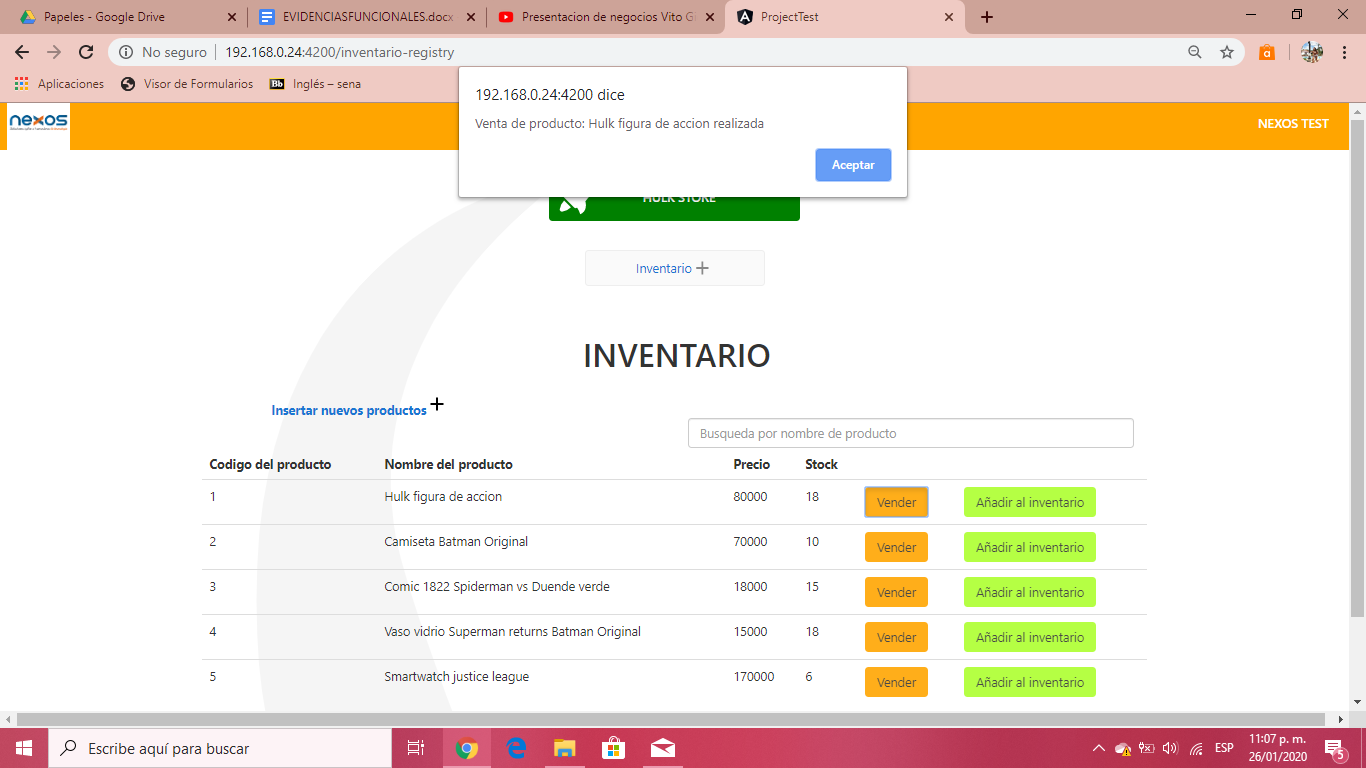 Papeles - Google Drive
EVIDENCIASFUNCIONALES.docx
Presentacion de negocios Vito Gi
ProjectTest
No seguro
192.168.0.24:4200/inventario-registry
Aplicaciones
Visor de Formularios
Bb
Inglés – sena
192.168.0.24:4200 dice
Venta de producto: Hulk figura de accion realizada
Aceptar
nexos
NEXOS TEST
HULK STORE
Inventario
INVENTARIO
Insertar nuevos productos
Busqueda por nombre de producto
Codigo del producto Nombre del producto Precio Stock
1 Hulk figura de accion 80000 18 Vender Añadir al inventario
2 Camiseta Batman Original 70000 10 Vender Añadir al inventario
3 Comic 1822 Spiderman vs Duende verde 18000 15 Vender Añadir al inventario
4 Vaso vidrio Superman returns Batman Original 15000 18 Vender Añadir al inventario
5 Smartwatch justice league 170000 6 Vender Añadir al inventario
Escribe aquí para buscar
ESP
11:07 p. m.
26/01/2020
5